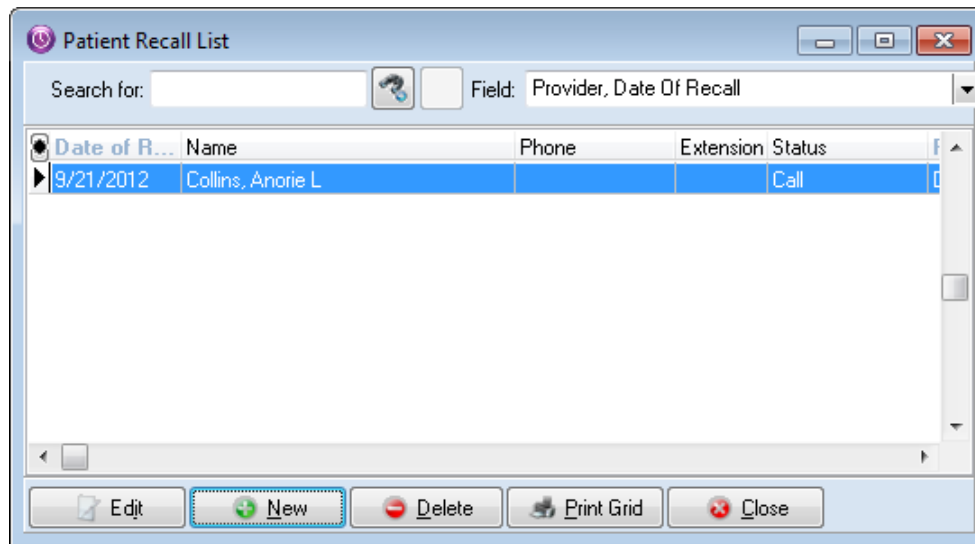 Patient Recall List
Search for: Field: Provider, Date Of Recall
Date of R... Name Phone Extension Status
9/21/2012 Collins, Anorie L Call
Edit New Delete Print Grid Close